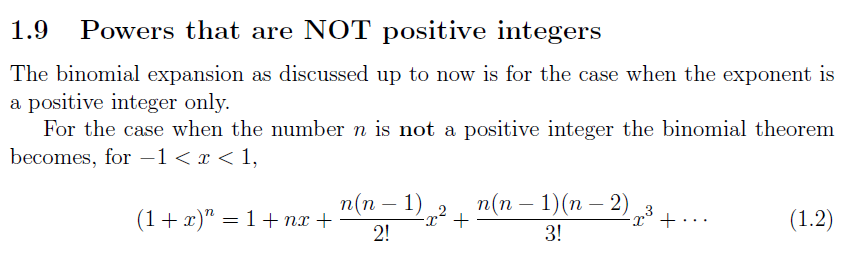 1.9 Powers that are NOT positive integers
The binomial expansion as discussed up to now is for the case when the exponent is
a positive integer only.
For the case when the number n is not a positive integer the binomial theorem
becomes, for −1 < x < 1,
(1 + x)^n = 1 + nx + \frac{n(n − 1)}{2!}x^2 + \frac{n(n − 1)(n − 2)}{3!}x^3 + · · · (1.2)